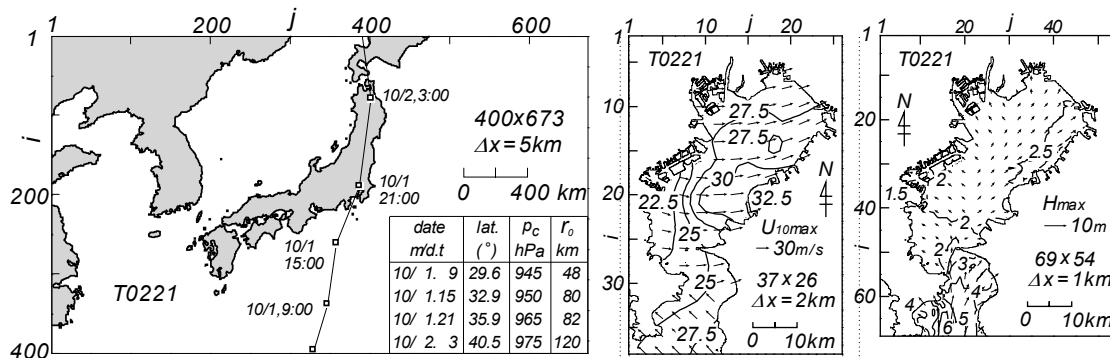 1 200 j 400 600
1
200
400
i
10/2,3:00
10/1
21:00
10/1
15:00
10/1,9:00
400x673
Δx=5km
0 400 km
T0221
date lat. pc r0
m/d.t (°) hPa km
10/ 1. 9 29.6 945 48
10/ 1.15 32.9 950 80
10/ 1.21 35.9 965 82
10/ 2. 3 40.5 975 120
1 10 j 20
1
10
20
30
i
T0221
27.5
27.5
30
32.5
22.5
25
25
27.5
N
U10max
30m/s
37x26
Δx=2km
0 10km
1 20 j 40
1
20
40
60
i
T0221
N
2.5
2
1.5
2
2
3
4
4
5
6
Hmax
10m
69x54
Δx=1km
0 10km